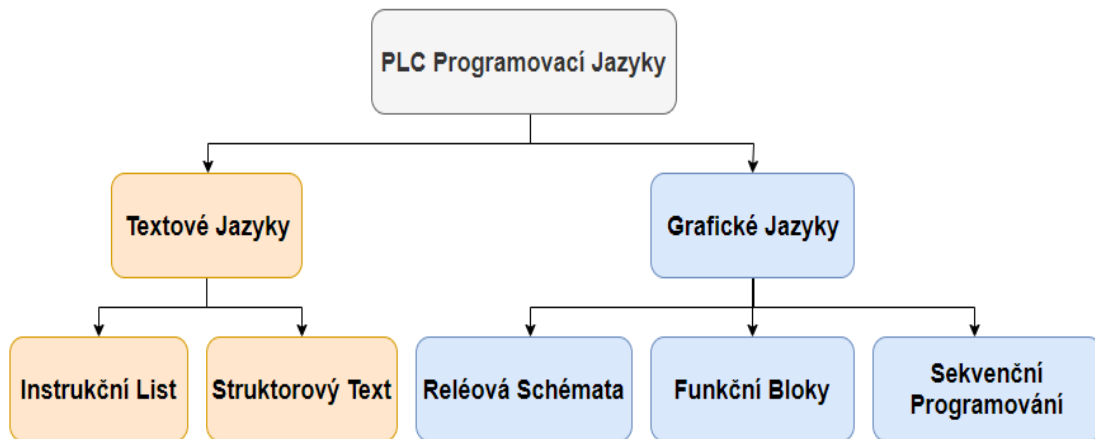 PLC Programovací Jazyky
Textové Jazyky
Grafické Jazyky
Instrukční List
Struktorový Text
Reléová Schémata
Funkční Bloky
Sekvenční
Programování